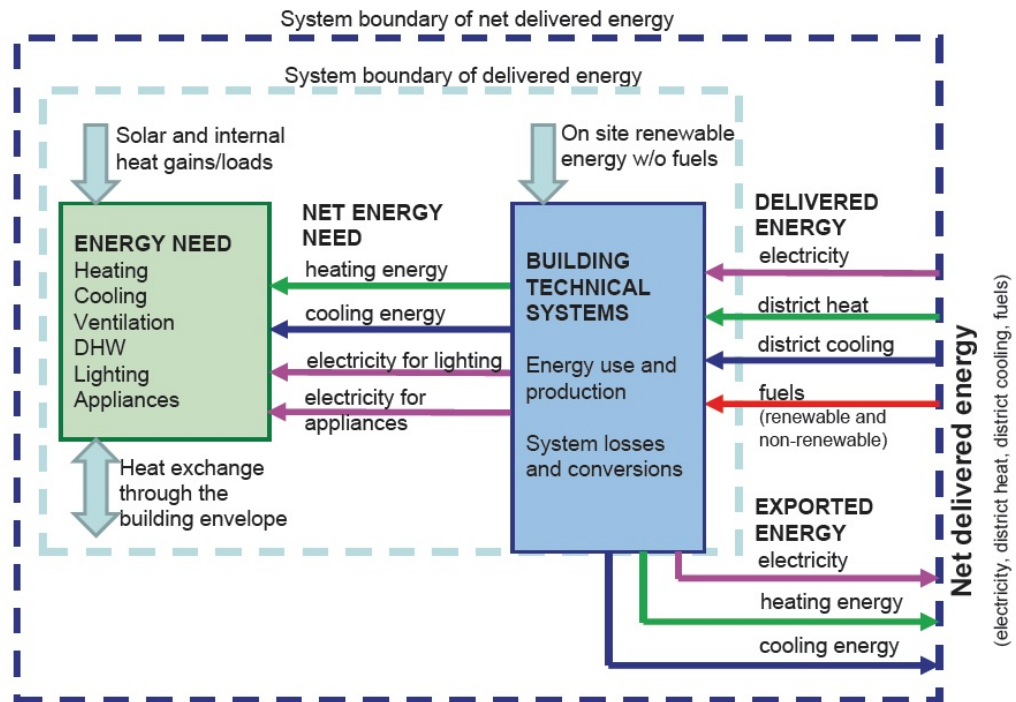 System boundary of net delivered energy
System boundary of delivered energy
Solar and internal
heat gains/loads
On site renewable
energy w/o fuels
ENERGY NEED
Heating
Cooling
Ventilation
DHW
Lighting
Appliances
NET ENERGY
NEED
heating energy
cooling energy
electricity for lighting
electricity for
appliances
BUILDING
TECHNICAL
SYSTEMS
Energy use and
production
System losses
and conversions
DELIVERED
ENERGY
electricity
district heat
district cooling
fuels
(renewable and
non-renewable)
Heat exchange
through the
building envelope
EXPORTED
ENERGY
electricity
heating energy
cooling energy
Net delivered energy
(electricity, district heat, district cooling, fuels)